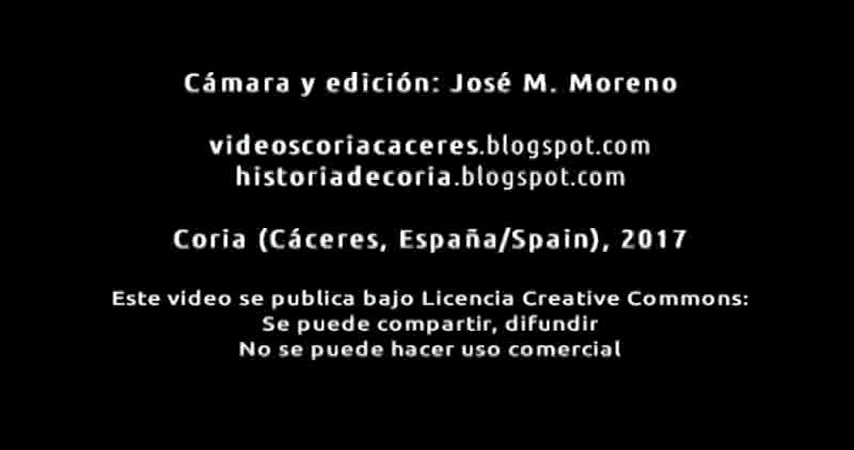 Cámara y edición: José M. Moreno
videoscoriacaceres.blogspot.com
historiadecoria.blogspot.com
Coria (Cáceres, España/Spain), 2017
Este video se publica bajo Licencia Creative Commons:
Se puede compartir, difundir
No se puede hacer uso comercial